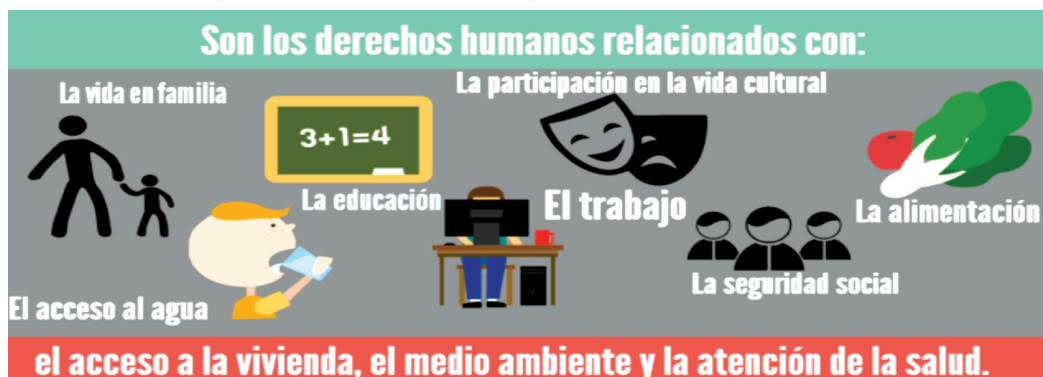 Son los derechos humanos relacionados con:
La vida en familia
La participación en la vida cultural
3+1=4
La educación
El trabajo
La alimentación
El acceso al agua
La seguridad social
el acceso a la vivienda, el medio ambiente y la atención de la salud.